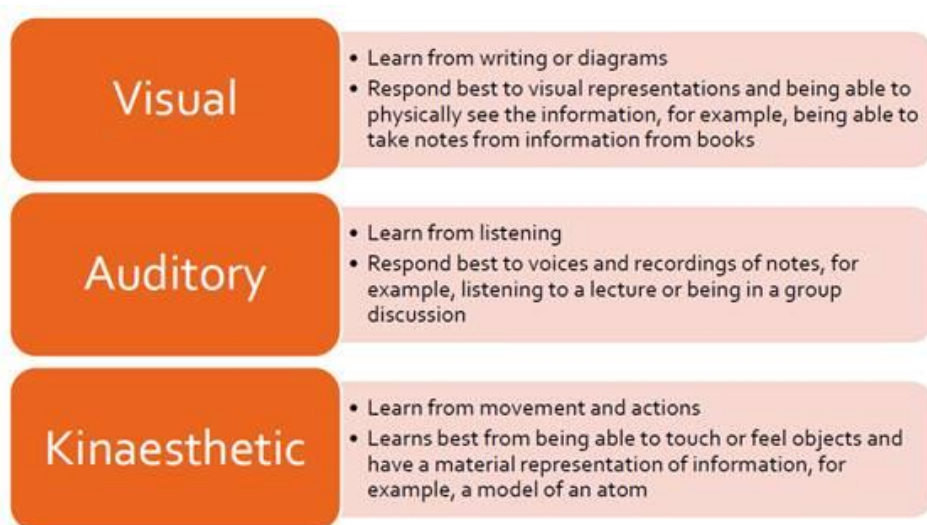 Visual
• Learn from writing or diagrams
• Respond best to visual representations and being able to
physically see the information, for example, being able to
take notes from information from books
Auditory
• Learn from listening
• Respond best to voices and recordings of notes, for
example, listening to a lecture or being in a group
discussion
Kinaesthetic
• Learn from movement and actions
• Learns best from being able to touch or feel objects and
have a material representation of information, for
example, a model of an atom